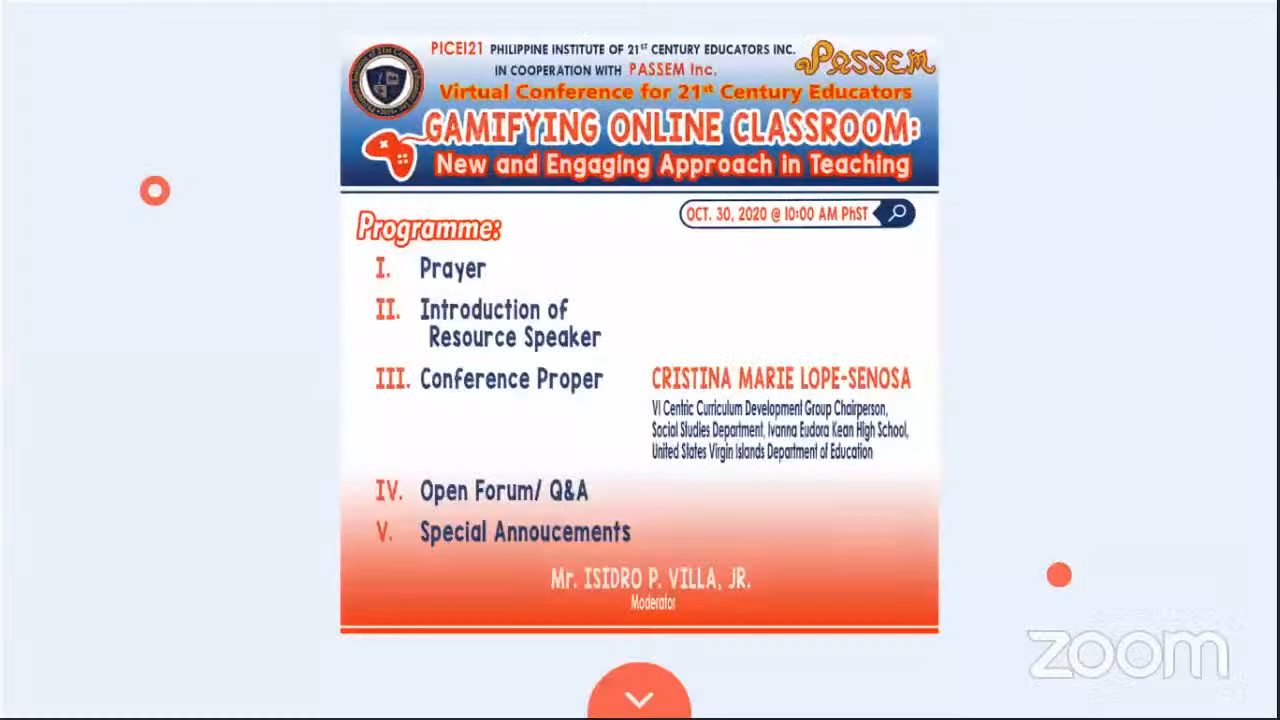 PICEI21 PHILIPPINE INSTITUTE OF 21ST CENTURY EDUCATORS INC.
PASSEM
IN COOPERATION WITH PASSEM Inc.
Virtual Conference for 21st Century Educators
GAMIFYING ONLINE CLASSROOM:
New and Engaging Approach in Teaching
OCT. 30, 2020 @ 10:00 AM PhST
Programme:
I. Prayer
II. Introduction of
Resource Speaker
III. Conference Proper
CRISTINA MARIE LOPE-SENOSA
VI Centric Curriculum Development Group Chairperson,
Social Studies Department, Ivanna Eudora Kean High School,
United States Virgin Islands Department of Education
IV. Open Forum/ Q&A
V. Special Annoucements
Mr. ISIDRO P. VILLA, JR.
Moderator
zoom